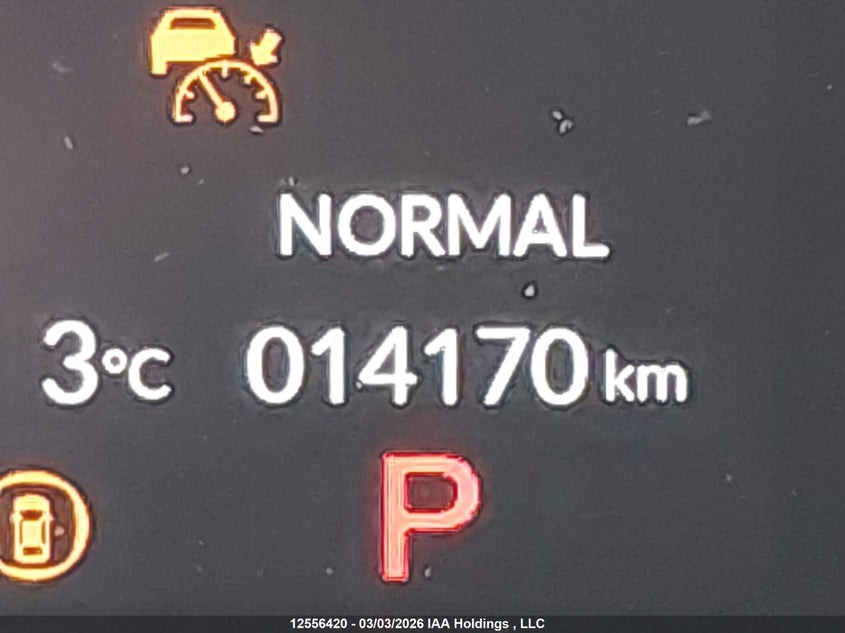 NORMAL
3°C 014170 km
P
12556420 - 03/03/2026 IAA Holdings , LLC